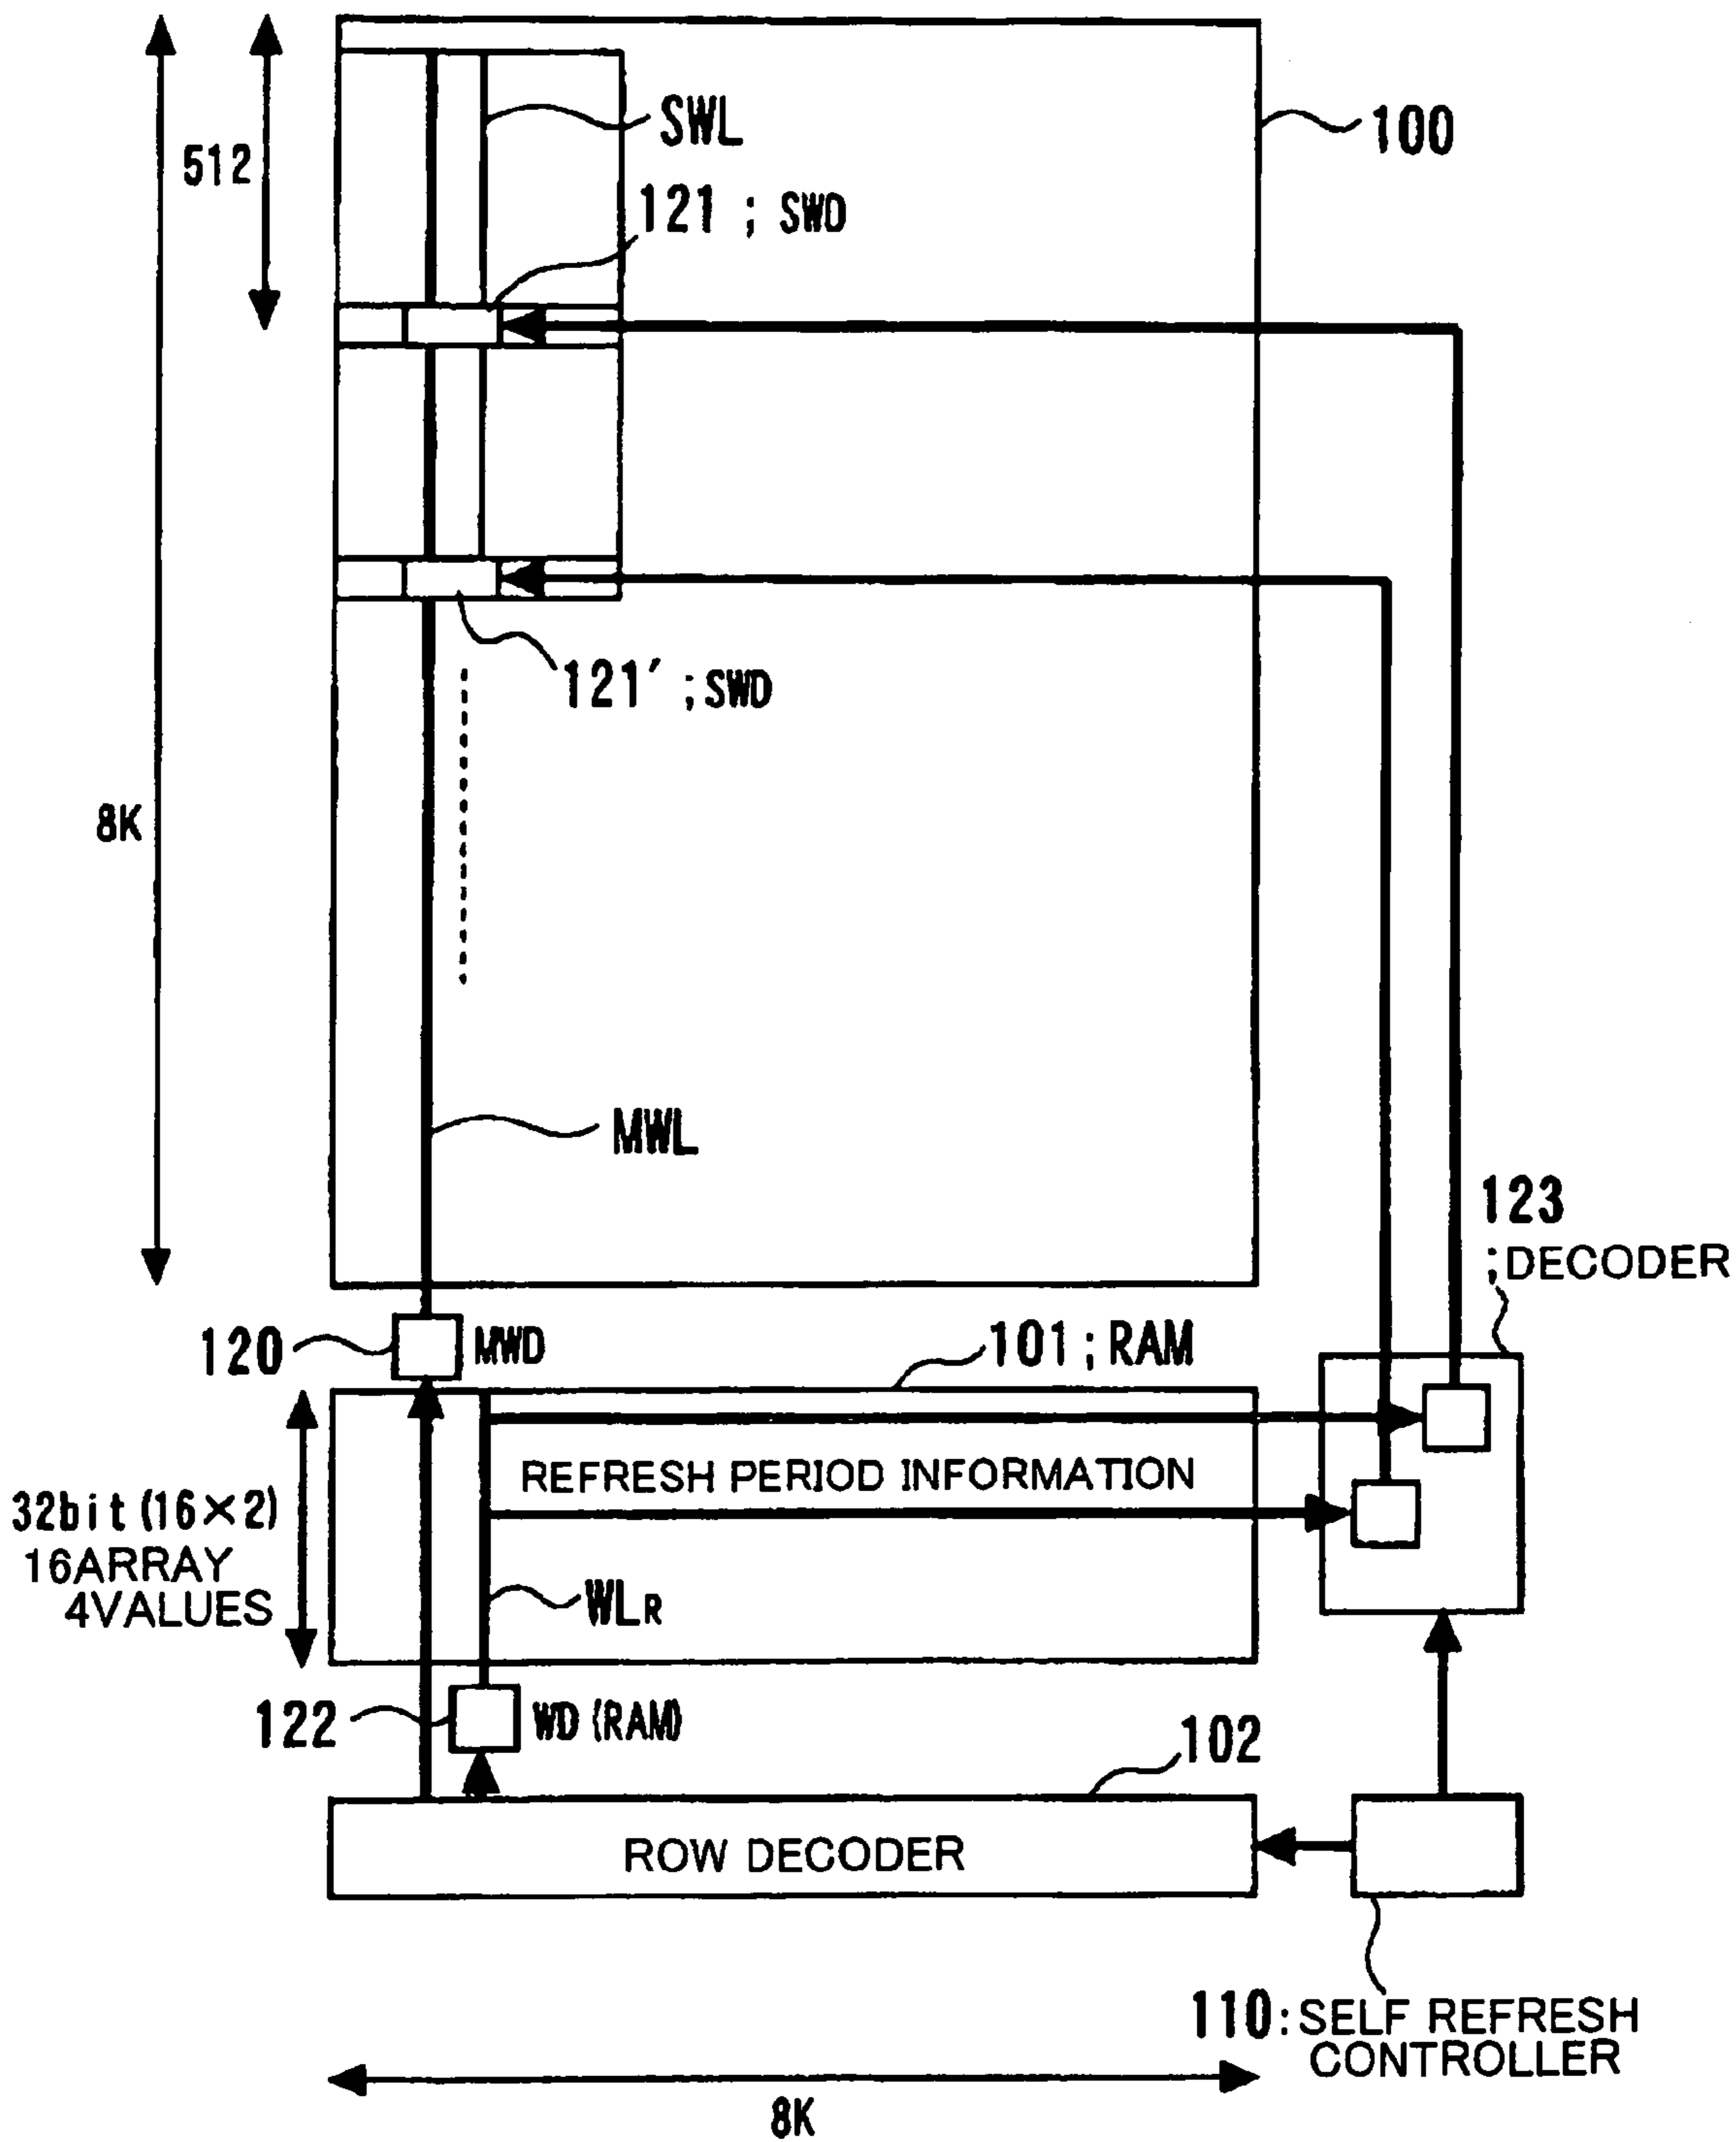 SWL
100
512
121 ; SWD
121′ ;SWD
8K
MWL
123
;DECODER
120
MWD
101 ; RAM
REFRESH PERIOD INFORMATION
32bit(16×2)
16ARRAY
4VALUES
WLR
122
WD (RAM)
102
ROW DECODER
110:SELF REFRESH
CONTROLLER
8K